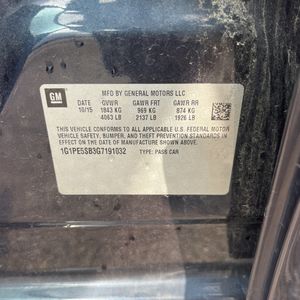 GM
MFD BY GENERAL MOTORS LLC
DATE GVWR GAWR FRT GAWR RR
10/15 1843 KG 969 KG 874 KG
4063 LB 2137 LB 1926 LB
THIS VEHICLE CONFORMS TO ALL APPLICABLE U.S. FEDERAL MOTOR VEHICLE
SAFETY, BUMPER, AND THEFT PREVENTION STANDARDS IN
EFFECT ON THE DATE OF MANUFACTURE SHOWN ABOVE.
1G1PE5SB3G7191032 TYPE: PASS CAR